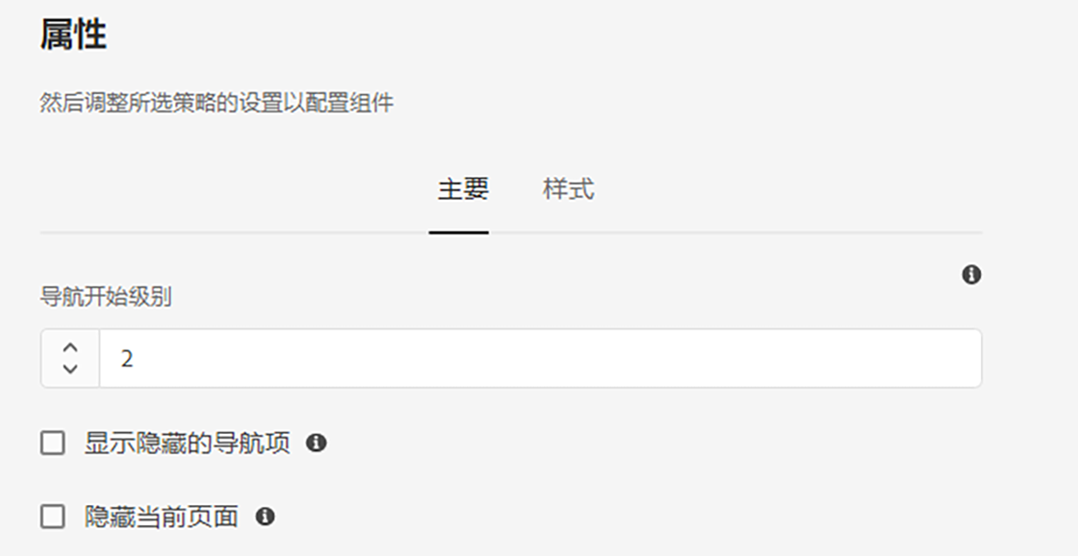 属性
然后调整所选策略的设置以配置组件
主要 样式
导航开始级别
2
显示隐藏的导航项
隐藏当前页面